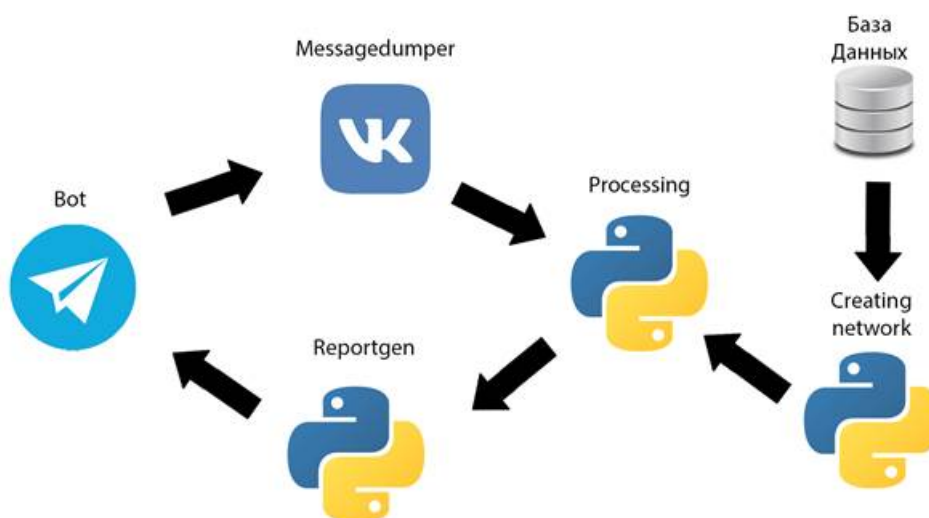 Messagedumper
База
Данных
Bot
Processing
Creating
network
Reportgen